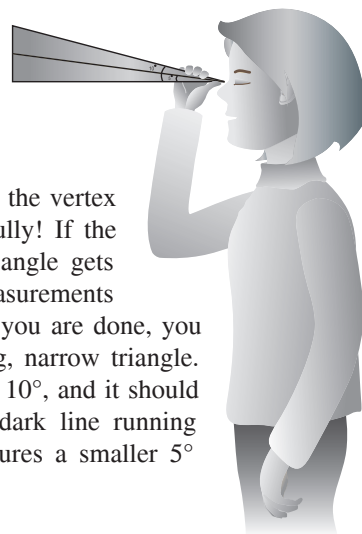 the vertex
ully! If the
angle gets
asurements
you are done, you
g, narrow triangle.
10°, and it should
dark line running
ures a smaller 5°